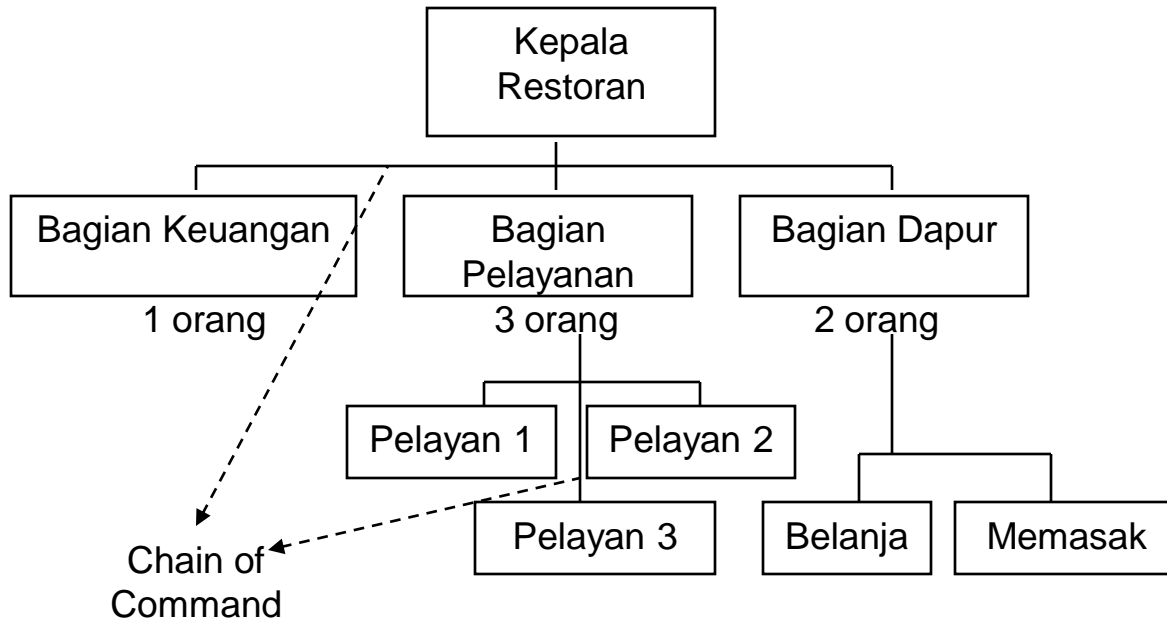 Kepala
Restoran
Bagian Keuangan
Bagian
Pelayanan
Bagian Dapur
1 orang
3 orang
2 orang
Pelayan 1
Pelayan 2
Pelayan 3
Belanja
Memasak
Chain of
Command